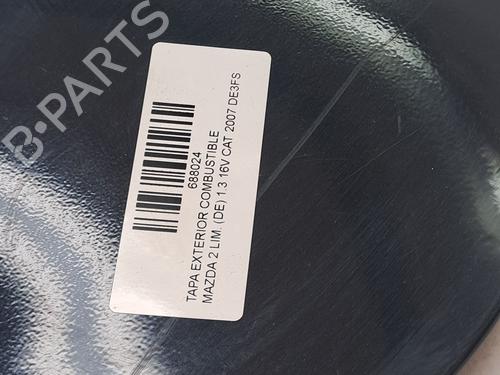 B-PARTS
688024
TAPA EXTERIOR COMBUSTIBLE
MAZDA 2 LIM. (DE) 1.3 16V CAT 2007 DE3FS